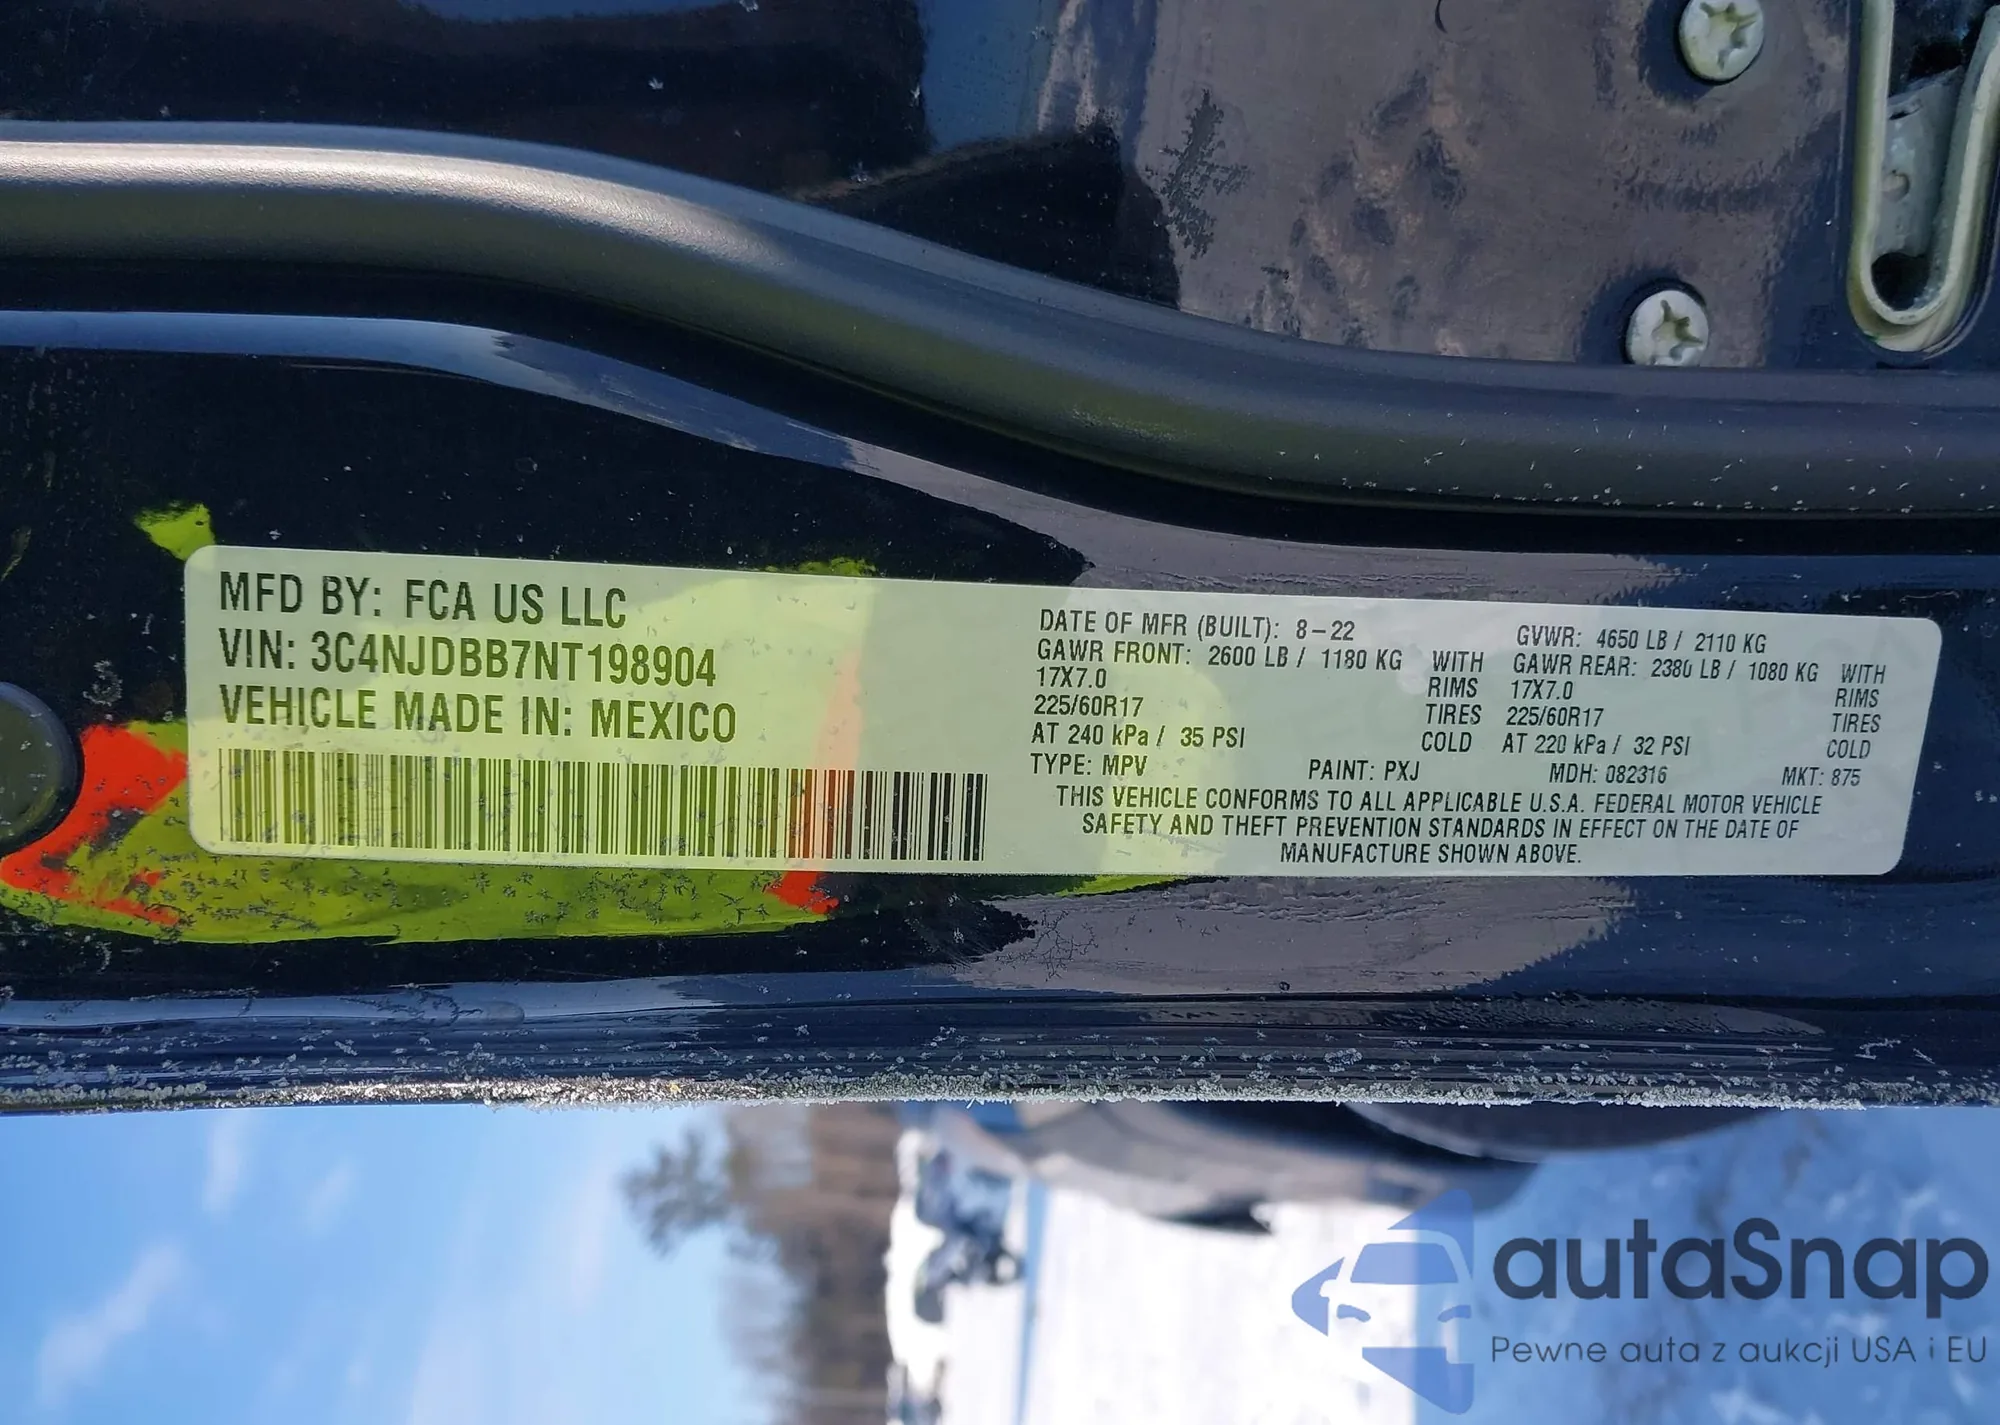 MFD BY: FCA US LLC
VIN: 3C4NJDBB7NT198904
VEHICLE MADE IN: MEXICO
DATE OF MFR (BUILT): 8-22 GVWR: 4650 LB / 2110 KG
GAWR FRONT: 2600 LB / 1180 KG WITH GAWR REAR: 2380 LB / 1080 KG WITH
17X7.0 RIMS 17X7.0 RIMS
225/60R17 TIRES 225/60R17 TIRES
AT 240 kPa / 35 PSI COLD AT 220 kPa / 32 PSI COLD
TYPE: MPV PAINT: PXJ MDH: 082316 MKT: 875
THIS VEHICLE CONFORMS TO ALL APPLICABLE U.S.A. FEDERAL MOTOR VEHICLE
SAFETY AND THEFT PREVENTION STANDARDS IN EFFECT ON THE DATE OF
MANUFACTURE SHOWN ABOVE.
autaSnap
Pewne auta z aukcji USA i EU